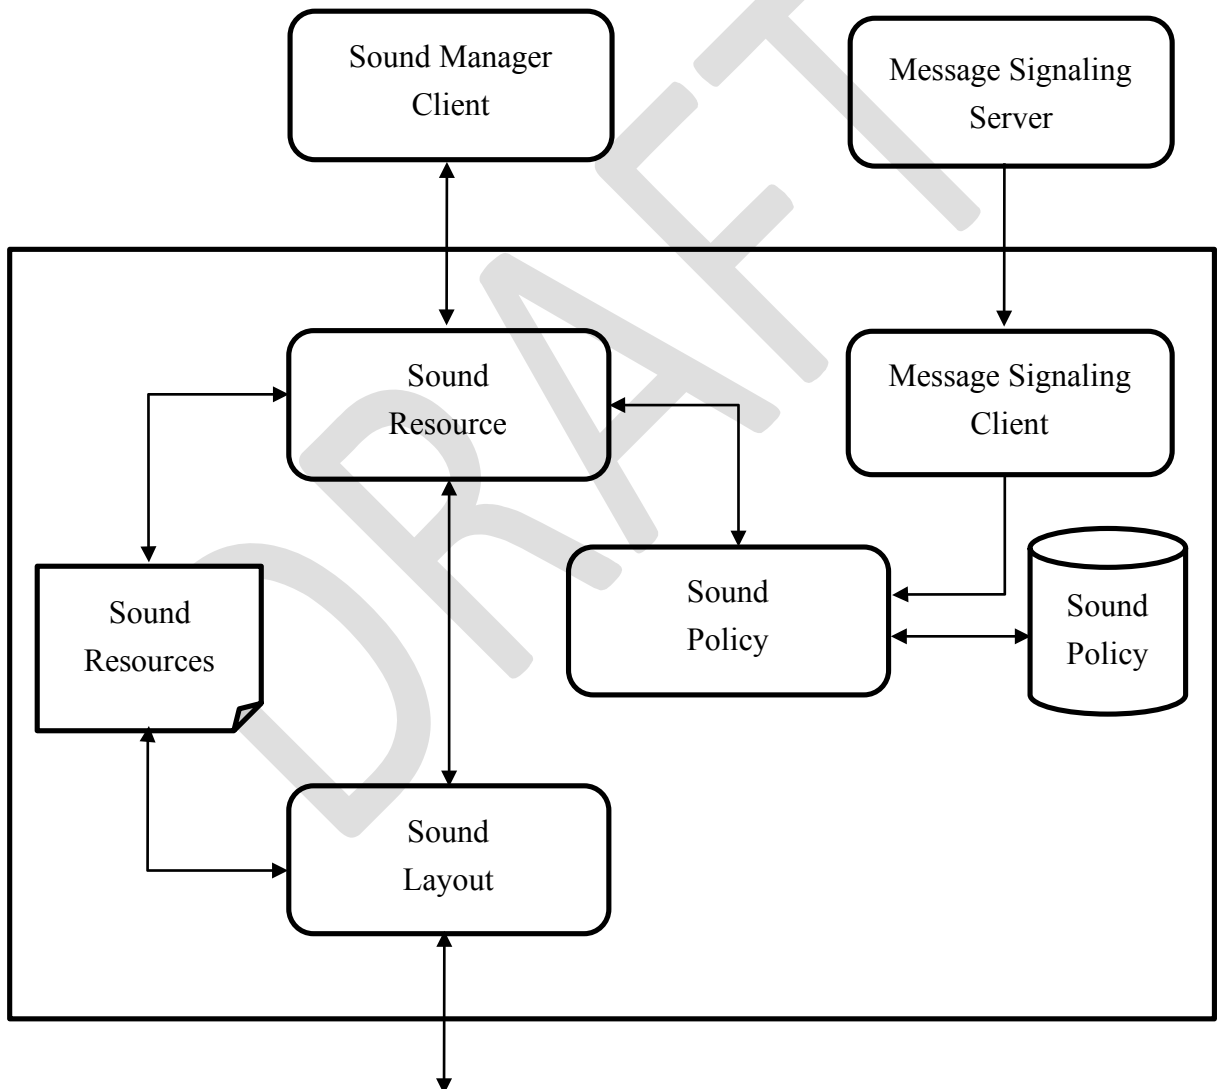 Sound Manager
Client
Message Signaling
Server
Sound
Resource
Message Signaling
Client
Sound
Resources
Sound
Policy
Sound
Policy
Sound
Layout
DRAFT